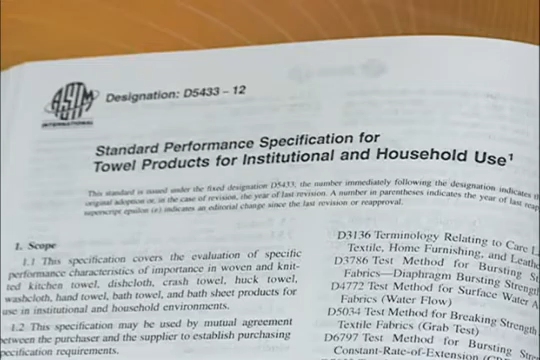 ASTM
INTERNATIONAL
Designation: D5433 – 12
Standard Performance Specification for
Towel Products for Institutional and Household Use1
This standard is issued under the fixed designation D5433; the number immediately following the designation indicates
original adoption or, in the case of revision, the year of last revision. A number in parentheses indicates the year of last
superscript epsilon (ε) indicates an editorial change since the last revision or reapproval.
1. Scope
1.1 This specification covers the evaluation of specific
performance characteristics of importance in woven and knit-
ted kitchen towel, dishcloth, crash towel, huck towel,
washcloth, hand towel, bath towel, and bath sheet products for
use in institutional and household environments.
1.2 This specification may be used by mutual agreement
between the purchaser and the supplier to establish purchasing
specification requirements.
D3136 Terminology Relating to Care
Textile, Home Furnishing, and
D3786 Test Method for Bursting
Fabrics—Diaphragm Bursting Strength
D4772 Test Method for Surface Water
Fabrics (Water Flow)
D5034 Test Method for Breaking Strength
Textile Fabrics (Grab Test)
D6797 Test Method for Bursting
Constant-Rate-of-Extension